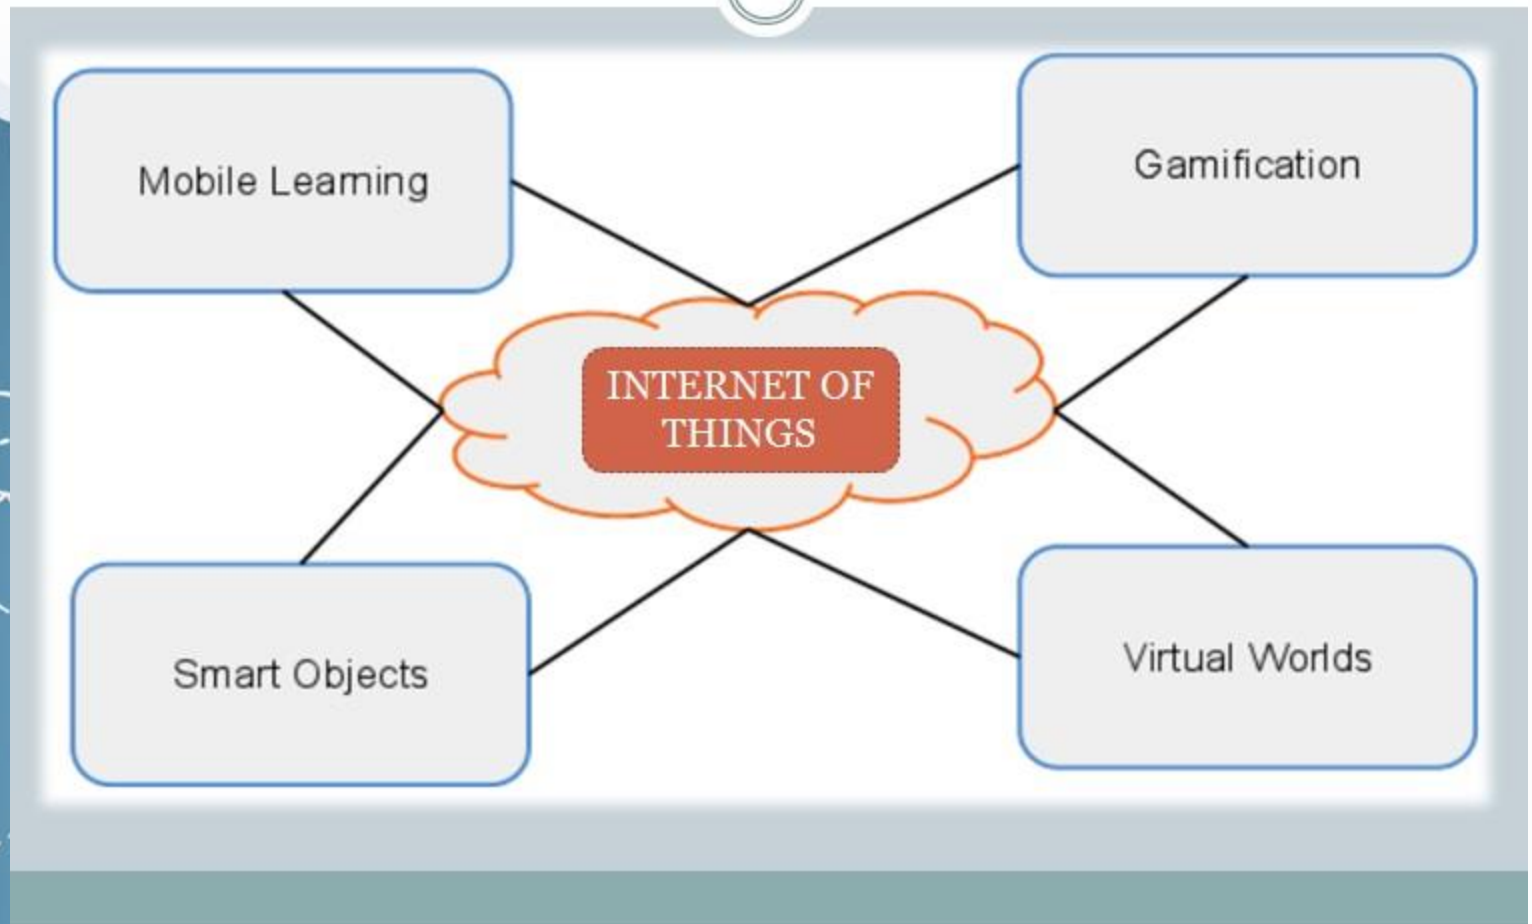 Mobile Learning
Gamification
INTERNET OF
THINGS
Smart Objects
Virtual Worlds